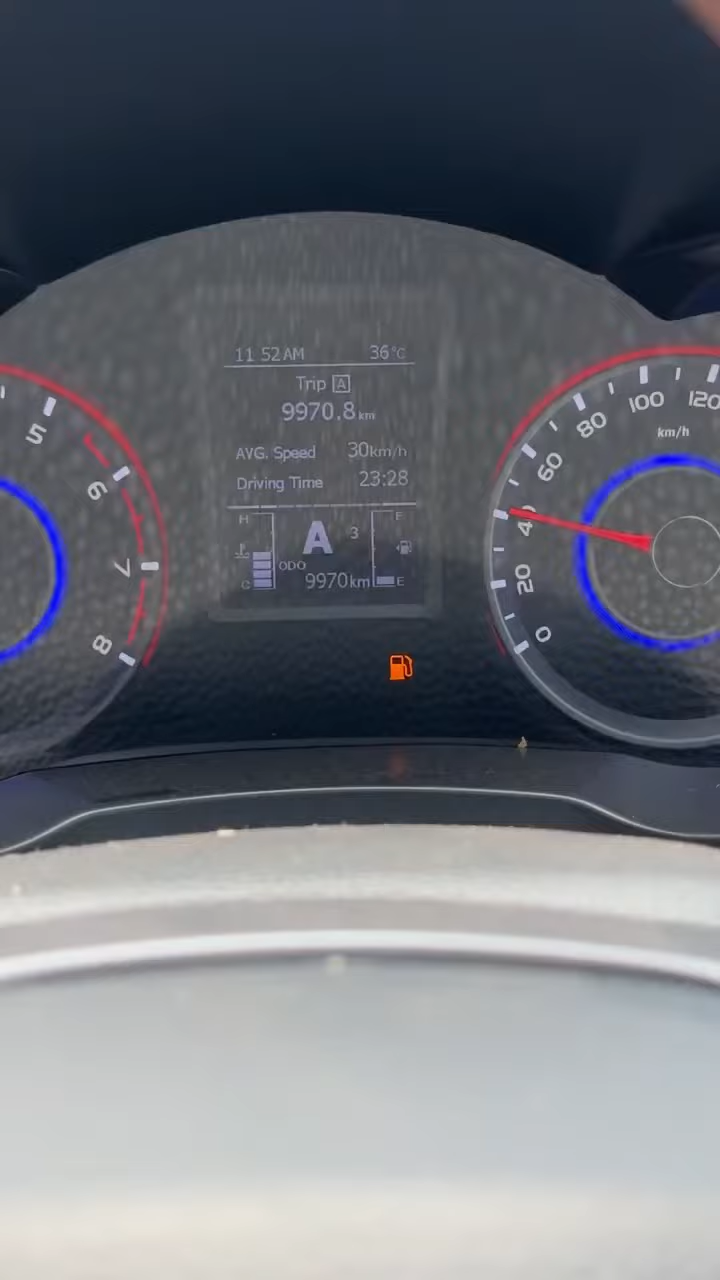 11 52 AM 36°C
Trip A
9970.8 km
AVG. Speed 30km/h
Driving Time 23:28
H F
A 3
ODO
C 9970km E
5
6
7
8
0
20
40
60
80
100
120
km/h